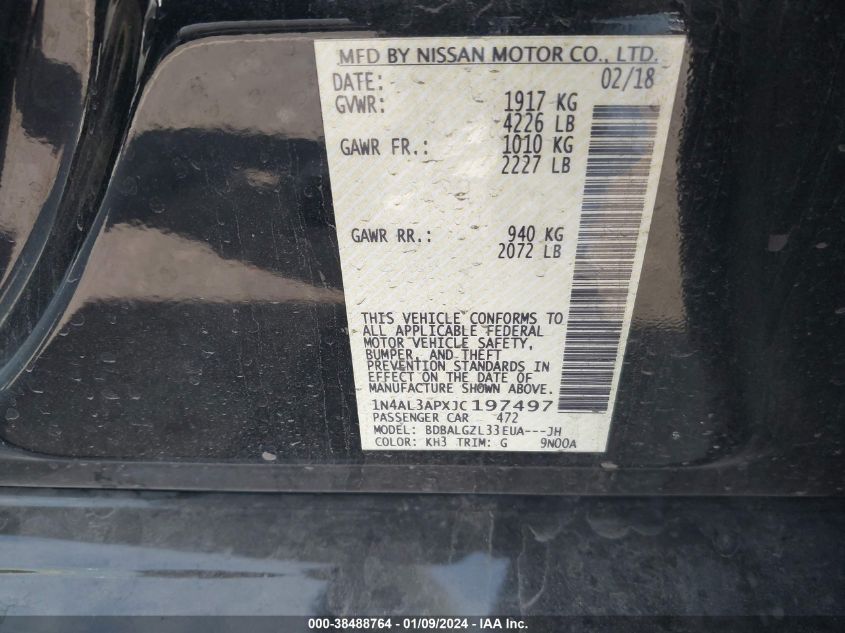 MFD BY NISSAN MOTOR CO., LTD.
DATE: 02/18
GVWR: 1917 KG
4226 LB
GAWR FR.: 1010 KG
2227 LB
GAWR RR.: 940 KG
2072 LB
THIS VEHICLE CONFORMS TO
ALL APPLICABLE FEDERAL
MOTOR VEHICLE SAFETY,
BUMPER, AND THEFT
PREVENTION STANDARDS IN
EFFECT ON THE DATE OF
MANUFACTURE SHOWN ABOVE.
1N4AL3APXJC197497
PASSENGER CAR 472
MODEL: BDBALGZL33EUA---JH
COLOR: KH3 TRIM: G 9N00A
000-38488764 - 01/09/2024 - IAA Inc.